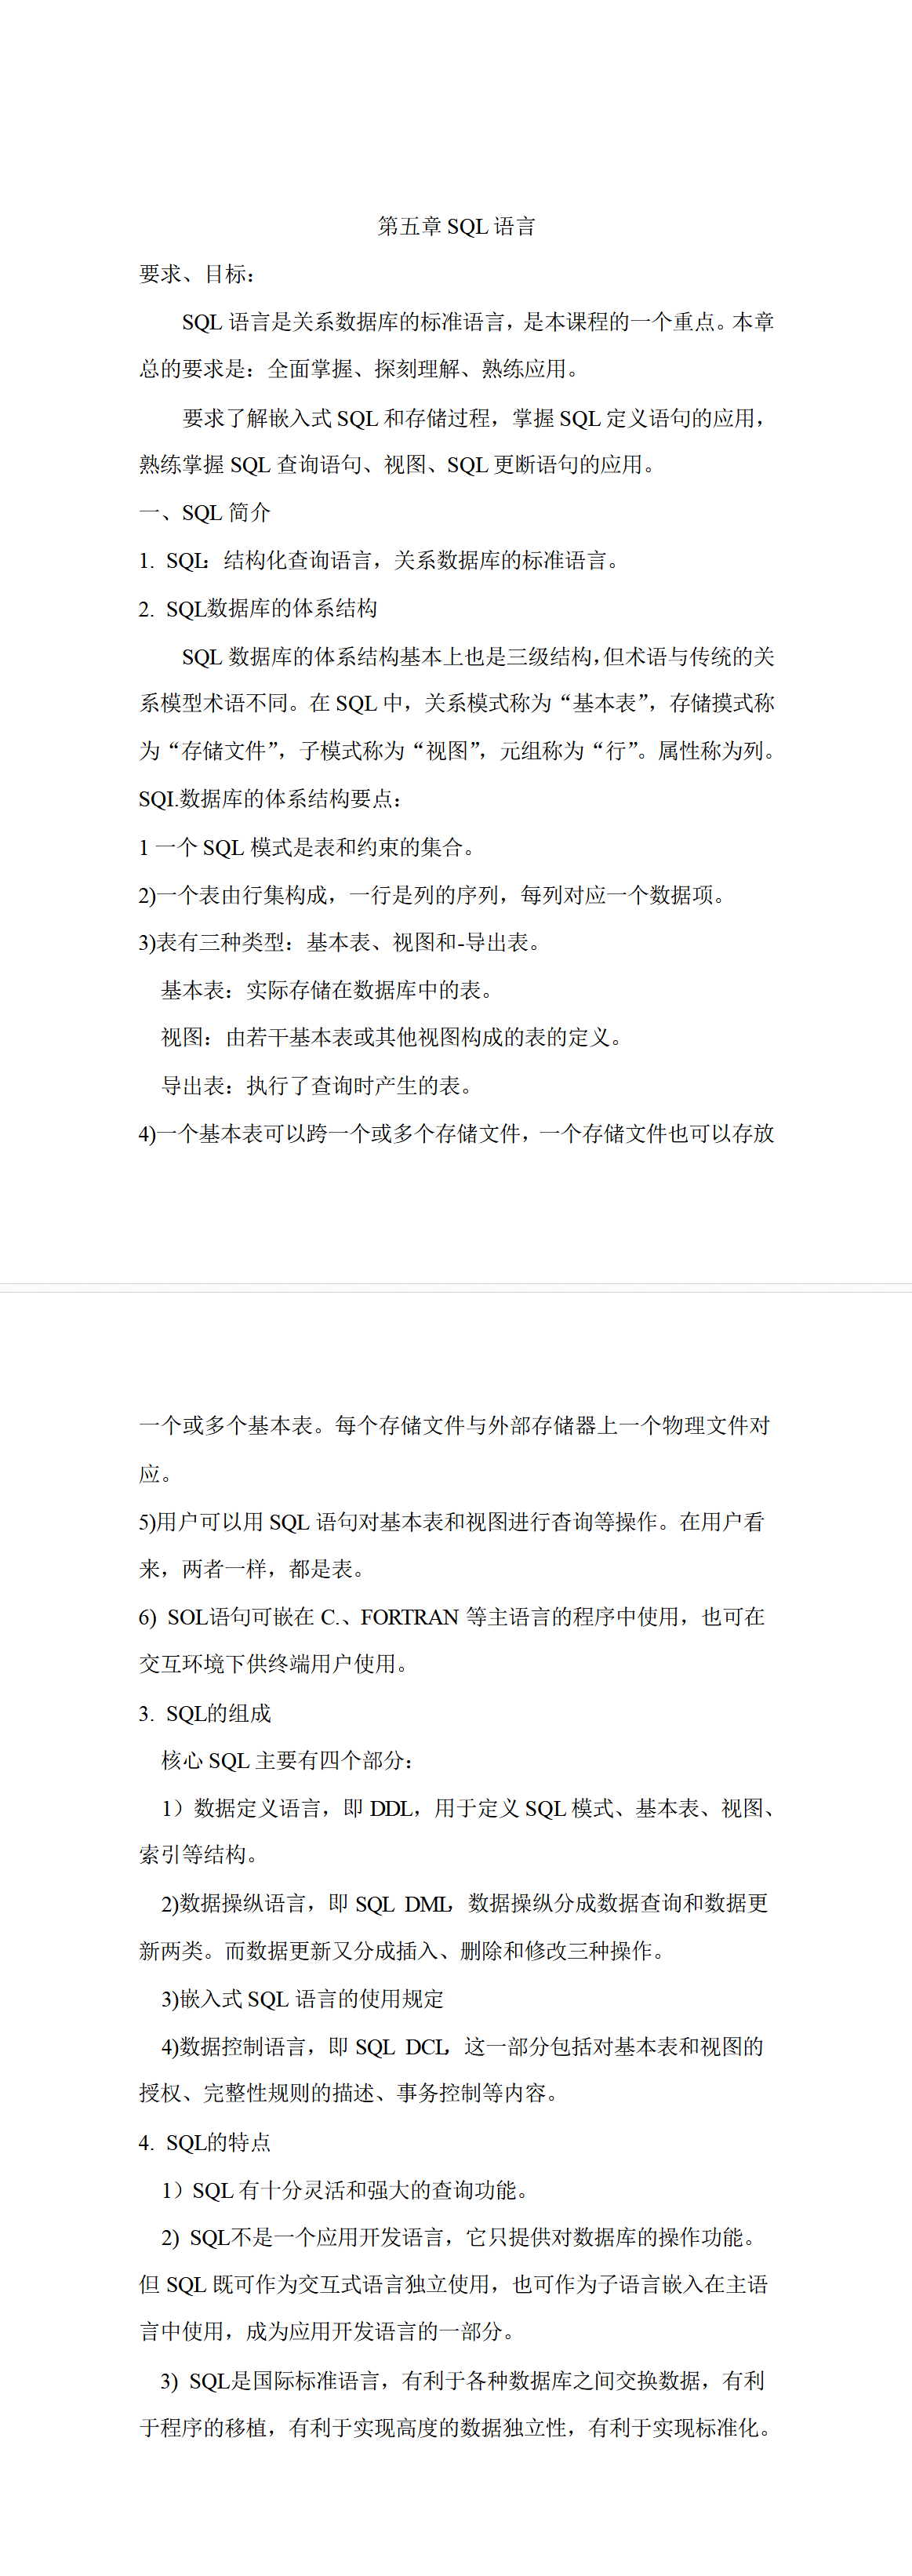 第五章 SQL 语言
要求、目标：
SQL 语言是关系数据库的标准语言，是本课程的一个重点。本章
总的要求是：全面掌握、探刻理解、熟练应用。
要求了解嵌入式 SQL 和存储过程，掌握 SQL 定义语句的应用，
熟练掌握 SQL 查询语句、视图、SQL 更断语句的应用。
一、SQL 简介
1. SQL：结构化查询语言，关系数据库的标准语言。
2. SQL数据库的体系结构
SQL 数据库的体系结构基本上也是三级结构，但术语与传统的关
系模型术语不同。在 SQL 中，关系模式称为“基本表”，存储摸式称
为“存储文件”，子模式称为“视图”，元组称为“行”。属性称为列。
SQI.数据库的体系结构要点：
1 一个 SQL 模式是表和约束的集合。
2)一个表由行集构成，一行是列的序列，每列对应一个数据项。
3)表有三种类型：基本表、视图和-导出表。
基本表：实际存储在数据库中的表。
视图：由若干基本表或其他视图构成的表的定义。
导出表：执行了查询时产生的表。
4)一个基本表可以跨一个或多个存储文件，一个存储文件也可以存放
一个或多个基本表。每个存储文件与外部存储器上一个物理文件对
应。
5)用户可以用 SQL 语句对基本表和视图进行杳询等操作。在用户看
来，两者一样，都是表。
6) SOL语句可嵌在 C.、FORTRAN 等主语言的程序中使用，也可在
交互环境下供终端用户使用。
3. SQL的组成
核心 SQL 主要有四个部分：
1）数据定义语言，即 DDL，用于定义 SQL 模式、基本表、视图、
索引等结构。
2)数据操纵语言，即 SQL DML，数据操纵分成数据查询和数据更
新两类。而数据更新又分成插入、删除和修改三种操作。
3)嵌入式 SQL 语言的使用规定
4)数据控制语言，即 SQL DCL，这一部分包括对基本表和视图的
授权、完整性规则的描述、事务控制等内容。
4. SQL的特点
1）SQL 有十分灵活和强大的查询功能。
2) SQL不是一个应用开发语言，它只提供对数据库的操作功能。
但 SQL 既可作为交互式语言独立使用，也可作为子语言嵌入在主语
言中使用，成为应用开发语言的一部分。
3) SQL是国际标准语言，有利于各种数据库之间交换数据，有利
于程序的移植，有利于实现高度的数据独立性，有利于实现标准化。